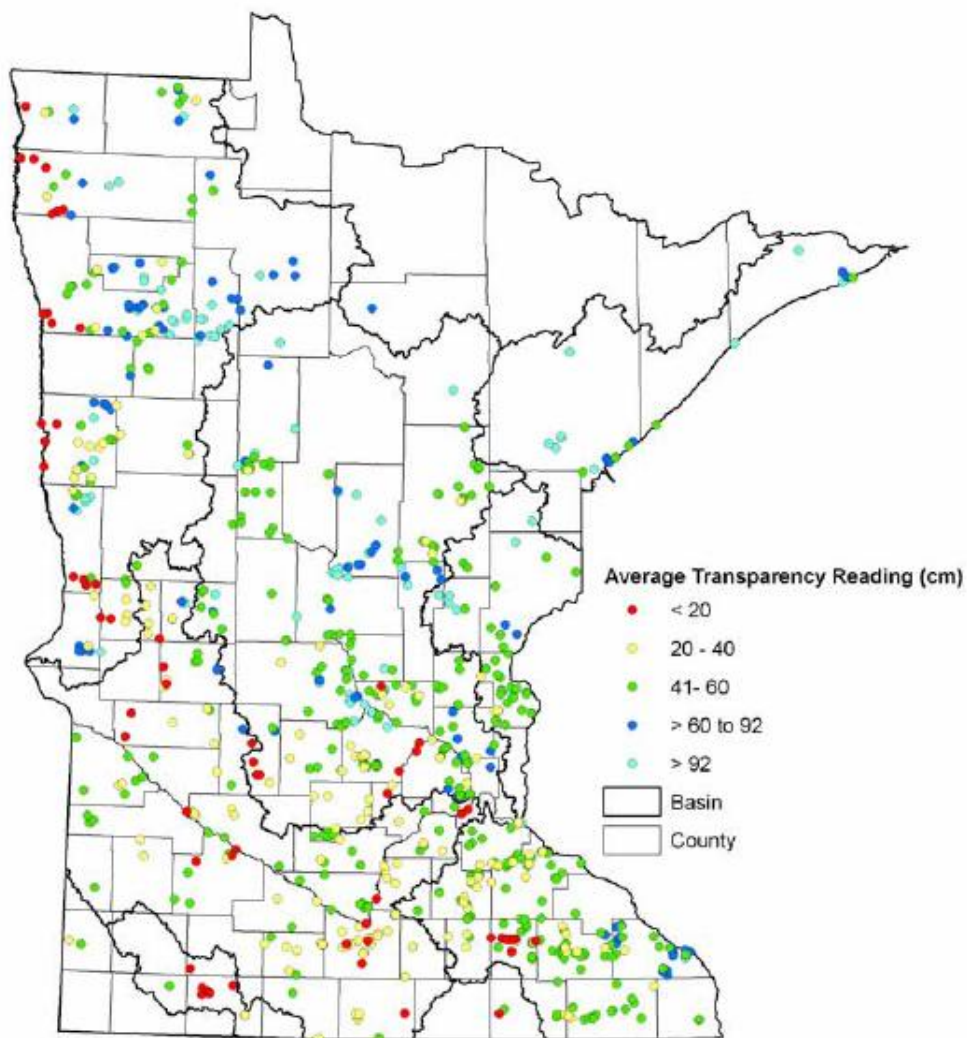 Average Transparency Reading (cm)
< 20
20 - 40
41- 60
> 60 to 92
> 92
Basin
County